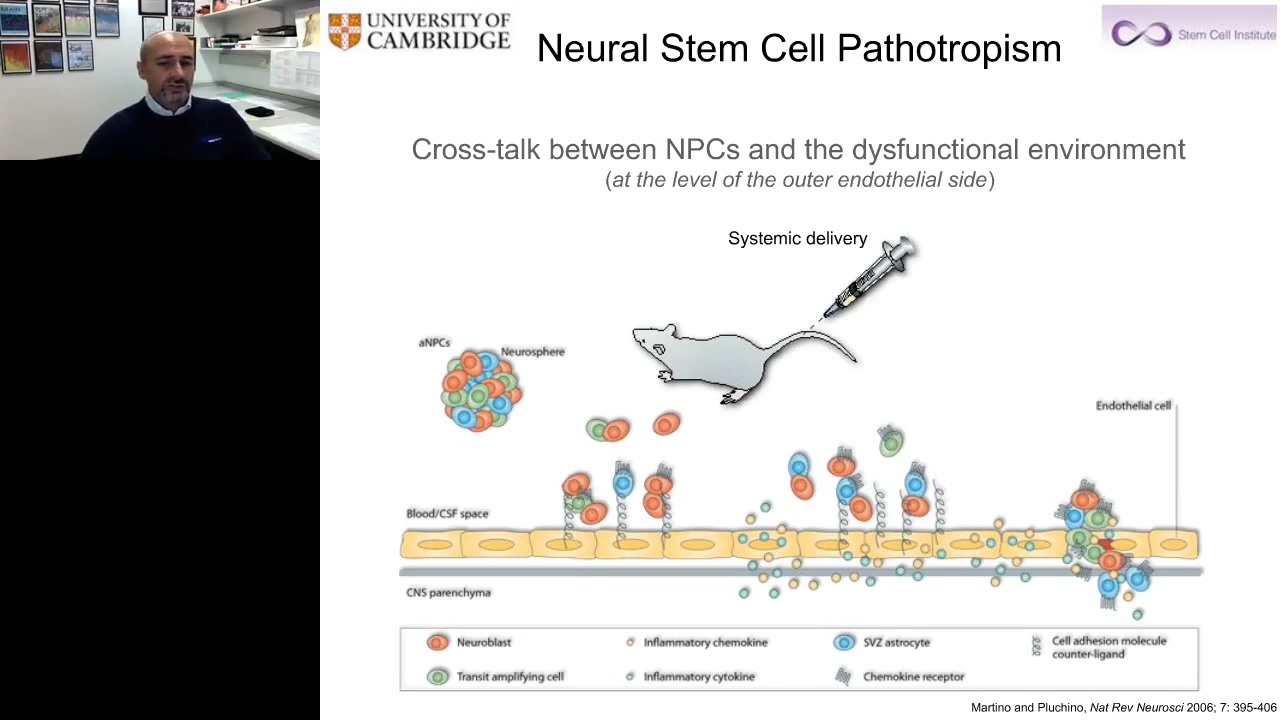 BRAIN
UNIVERSITY OF
CAMBRIDGE
Neural Stem Cell Pathotropism
Stem Cell Institute
Cross-talk between NPCs and the dysfunctional environment
(at the level of the outer endothelial side)
Systemic delivery
aNPCs
Neurosphere
Endothelial cell
Blood/CSF space
CNS parenchyma
Neuroblast
Inflammatory chemokine
SVZ astrocyte
Cell adhesion molecule
counter-ligand
Transit amplifying cell
Inflammatory cytokine
Chemokine receptor
Martino and Pluchino, Nat Rev Neurosci 2006; 7: 395-406